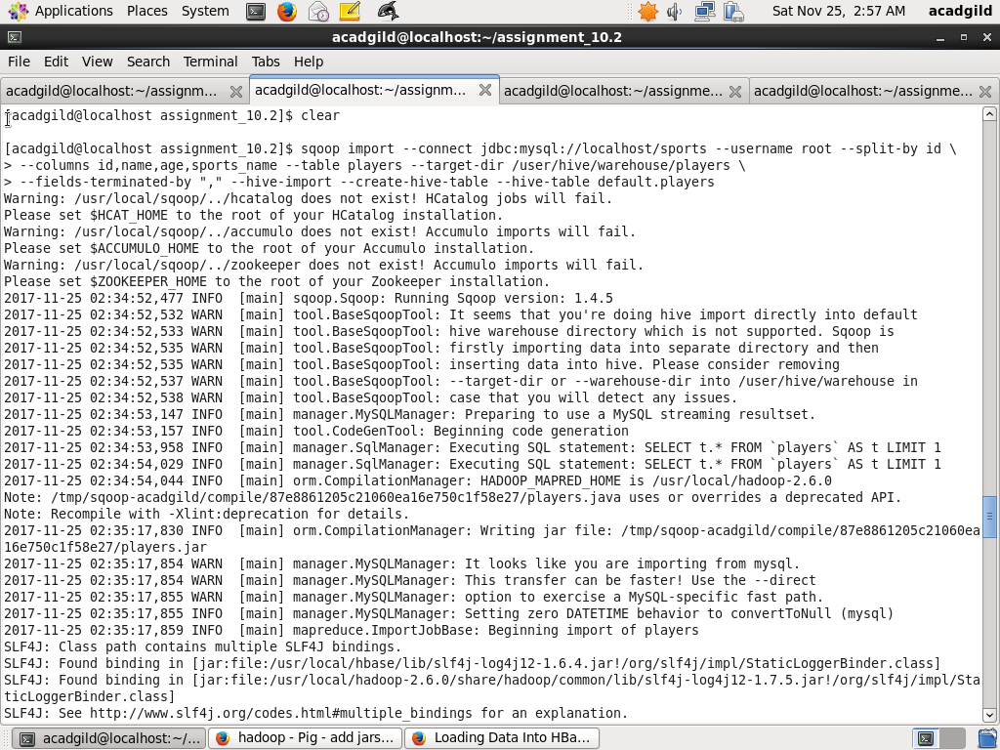 Applications Places System Sat Nov 25, 2:57 AM acadgild
acadgild@localhost:~/assignment_10.2
File Edit View Search Terminal Tabs Help
acadgild@localhost:~/assignm... acadgild@localhost:~/assignm... acadgild@localhost:~/assignme... acadgild@localhost:~/assignme...
[acadgild@localhost assignment_10.2]$ clear
[acadgild@localhost assignment_10.2]$ sqoop import --connect jdbc:mysql://localhost/sports --username root --split-by id \
> --columns id,name,age,sports_name --table players --target-dir /user/hive/warehouse/players \
> --fields-terminated-by "," --hive-import --create-hive-table --hive-table default.players
Warning: /usr/local/sqoop/../hcatalog does not exist! HCatalog jobs will fail.
Please set $HCAT_HOME to the root of your HCatalog installation.
Warning: /usr/local/sqoop/../accumulo does not exist! Accumulo imports will fail.
Please set $ACCUMULO_HOME to the root of your Accumulo installation.
Warning: /usr/local/sqoop/../zookeeper does not exist! Accumulo imports will fail.
Please set $ZOOKEEPER_HOME to the root of your Zookeeper installation.
2017-11-25 02:34:52,477 INFO  [main] sqoop.Sqoop: Running Sqoop version: 1.4.5
2017-11-25 02:34:52,532 WARN  [main] tool.BaseSqoopTool: It seems that you're doing hive import directly into default
2017-11-25 02:34:52,533 WARN  [main] tool.BaseSqoopTool: hive warehouse directory which is not supported. Sqoop is
2017-11-25 02:34:52,535 WARN  [main] tool.BaseSqoopTool: firstly importing data into separate directory and then
2017-11-25 02:34:52,535 WARN  [main] tool.BaseSqoopTool: inserting data into hive. Please consider removing
2017-11-25 02:34:52,537 WARN  [main] tool.BaseSqoopTool: --target-dir or --warehouse-dir into /user/hive/warehouse in
2017-11-25 02:34:52,538 WARN  [main] tool.BaseSqoopTool: case that you will detect any issues.
2017-11-25 02:34:53,147 INFO  [main] manager.MySQLManager: Preparing to use a MySQL streaming resultset.
2017-11-25 02:34:53,157 INFO  [main] tool.CodeGenTool: Beginning code generation
2017-11-25 02:34:53,958 INFO  [main] manager.SqlManager: Executing SQL statement: SELECT t.* FROM `players` AS t LIMIT 1
2017-11-25 02:34:54,029 INFO  [main] manager.SqlManager: Executing SQL statement: SELECT t.* FROM `players` AS t LIMIT 1
2017-11-25 02:34:54,044 INFO  [main] orm.CompilationManager: HADOOP_MAPRED_HOME is /usr/local/hadoop-2.6.0
Note: /tmp/sqoop-acadgild/compile/87e8861205c21060ea16e750c1f58e27/players.java uses or overrides a deprecated API.
Note: Recompile with -Xlint:deprecation for details.
2017-11-25 02:35:17,830 INFO  [main] orm.CompilationManager: Writing jar file: /tmp/sqoop-acadgild/compile/87e8861205c21060ea
16e750c1f58e27/players.jar
2017-11-25 02:35:17,854 WARN  [main] manager.MySQLManager: It looks like you are importing from mysql.
2017-11-25 02:35:17,854 WARN  [main] manager.MySQLManager: This transfer can be faster! Use the --direct
2017-11-25 02:35:17,855 WARN  [main] manager.MySQLManager: option to exercise a MySQL-specific fast path.
2017-11-25 02:35:17,855 INFO  [main] manager.MySQLManager: Setting zero DATETIME behavior to convertToNull (mysql)
2017-11-25 02:35:17,859 INFO  [main] mapreduce.ImportJobBase: Beginning import of players
SLF4J: Class path contains multiple SLF4J bindings.
SLF4J: Found binding in [jar:file:/usr/local/hbase/lib/slf4j-log4j12-1.6.4.jar!/org/slf4j/impl/StaticLoggerBinder.class]
SLF4J: Found binding in [jar:file:/usr/local/hadoop-2.6.0/share/hadoop/common/lib/slf4j-log4j12-1.7.5.jar!/org/slf4j/impl/Sta
ticLoggerBinder.class]
SLF4J: See http://www.slf4j.org/codes.html#multiple_bindings for an explanation.
acadgild@localhost:~/... hadoop - Pig - add jars... Loading Data Into HBa...